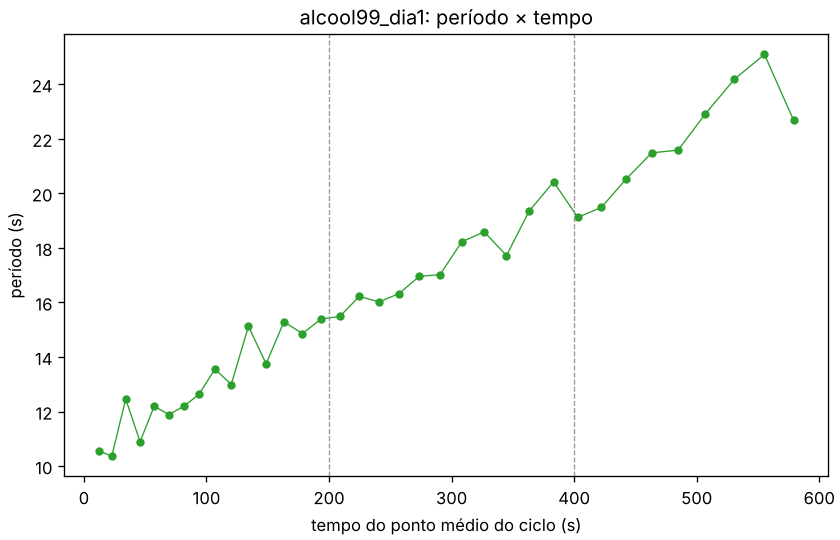 alcool99_dia1: período × tempo
período (s)
24
22
20
18
16
14
12
10
0 100 200 300 400 500 600
tempo do ponto médio do ciclo (s)